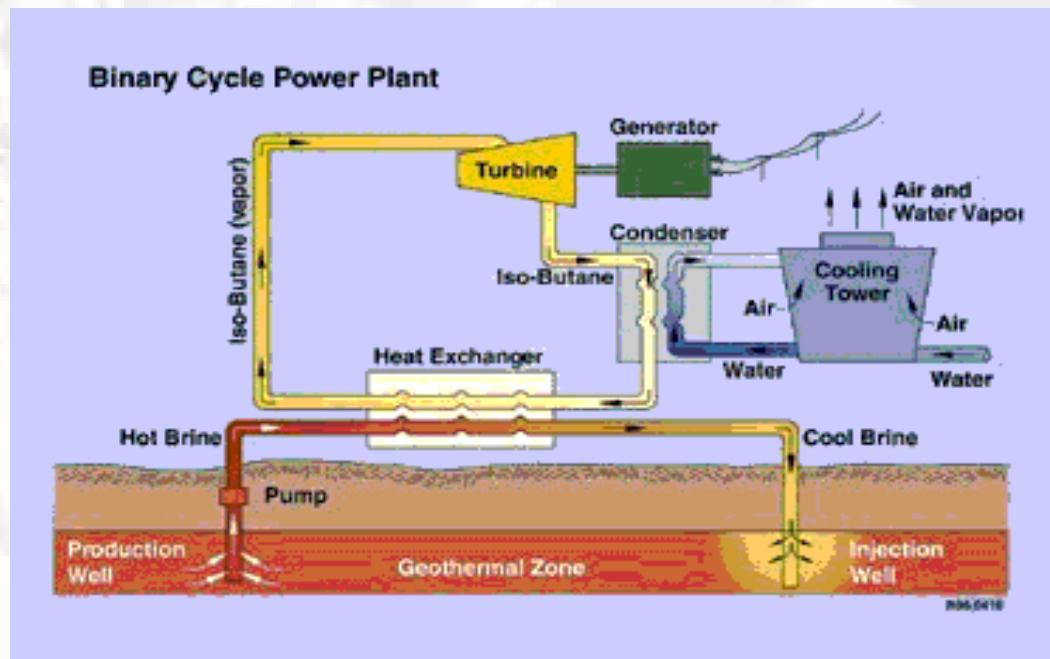 Binary Cycle Power Plant
Generator
Turbine
Iso-Butane (vapor)
Air and
Water Vapor
Condenser
Iso-Butane
Cooling
Tower
Air
Air
Heat Exchanger
Water
Water
Hot Brine
Cool Brine
Pump
Production
Well
Geothermal Zone
Injection
Well